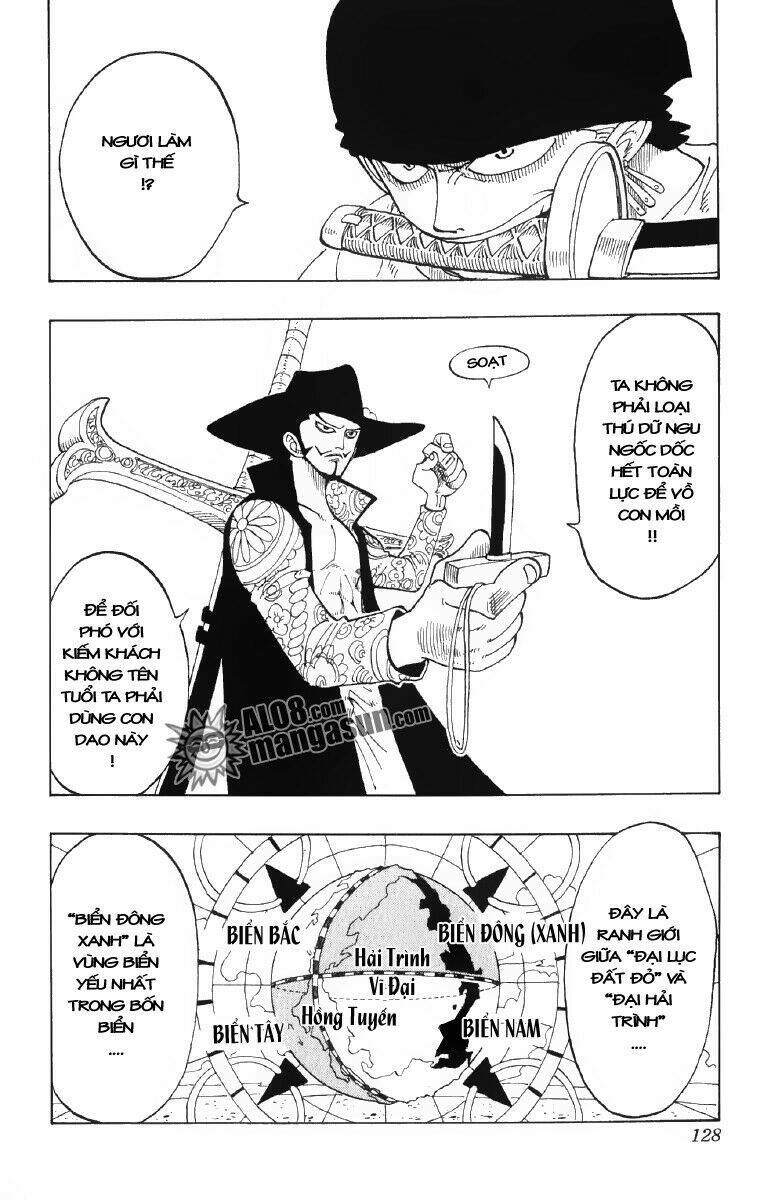 NGƯƠI LÀM
GÌ THẾ
!?
SOẠT
TA KHÔNG
PHẢI LOẠI
THÚ DỮ NGU
NGỐC DỐC
HẾT TOÀN
LỰC ĐỂ VỒ
CON MỒI
!!
ĐỂ ĐỐI
PHÓ VỚI
KIẾM KHÁCH
KHÔNG TÊN
TUỔI TA PHẢI
DÙNG CON
DAO NÀY
!
AL08.com
mangasun.com
ĐÂY LÀ
RANH GIỚI
GIỮA “ĐẠI LỤC
ĐẤT ĐỎ” VÀ
“ĐẠI HẢI
TRÌNH”
....
BIỂN BẮC
BIỂN ĐÔNG (XANH)
Hải Trình
Vĩ Đại
Hồng Tuyến
BIỂN TÂY
BIỂN NAM
“BIỂN ĐÔNG
XANH” LÀ
VÙNG BIỂN
YẾU NHẤT
TRONG BỐN
BIỂN
....
128